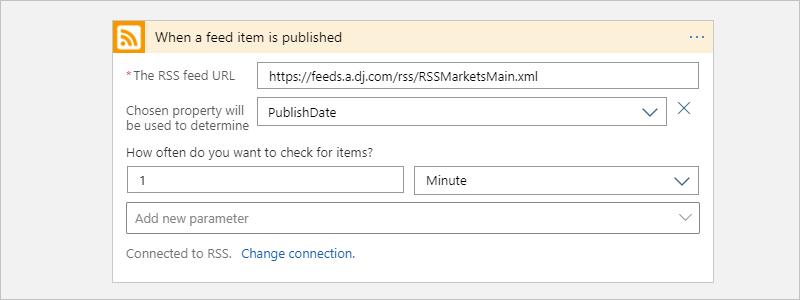 When a feed item is published
* The RSS feed URL https://feeds.a.dj.com/rss/RSSMarketsMain.xml
Chosen property will
be used to determine
PublishDate
How often do you want to check for items?
1 Minute
Add new parameter
Connected to RSS. Change connection.